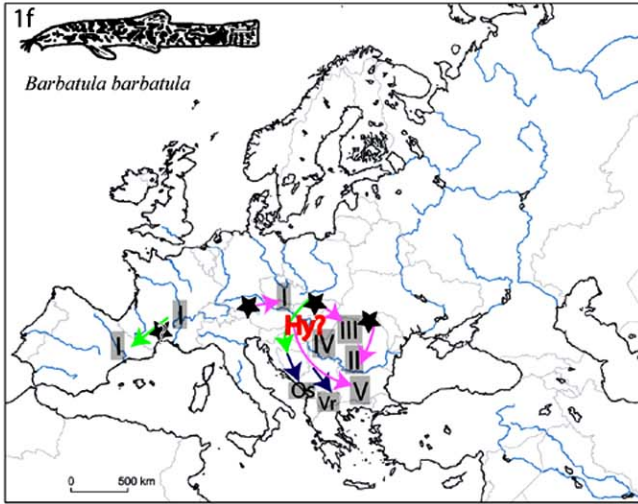 1f
Barbatula barbatula
I
I
I
Hy?
III
IV
II
Os
Vr
V
0 500 km